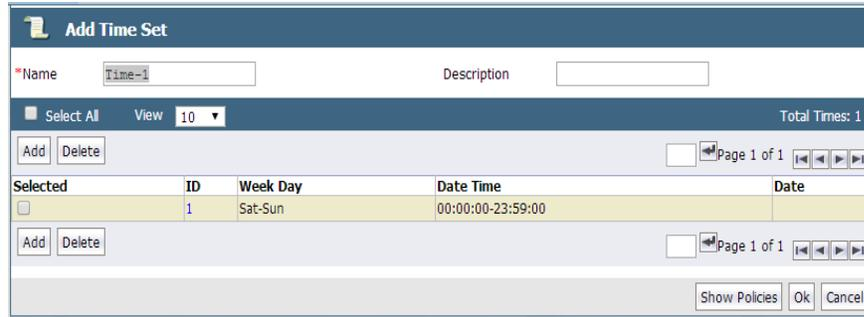 Add Time Set
*Name Time-1 Description
Select All View 10 Total Times: 1
Add Delete Page 1 of 1
Selected ID Week Day Date Time Date
1 Sat-Sun 00:00:00-23:59:00
Add Delete Page 1 of 1
Show Policies Ok Cancel